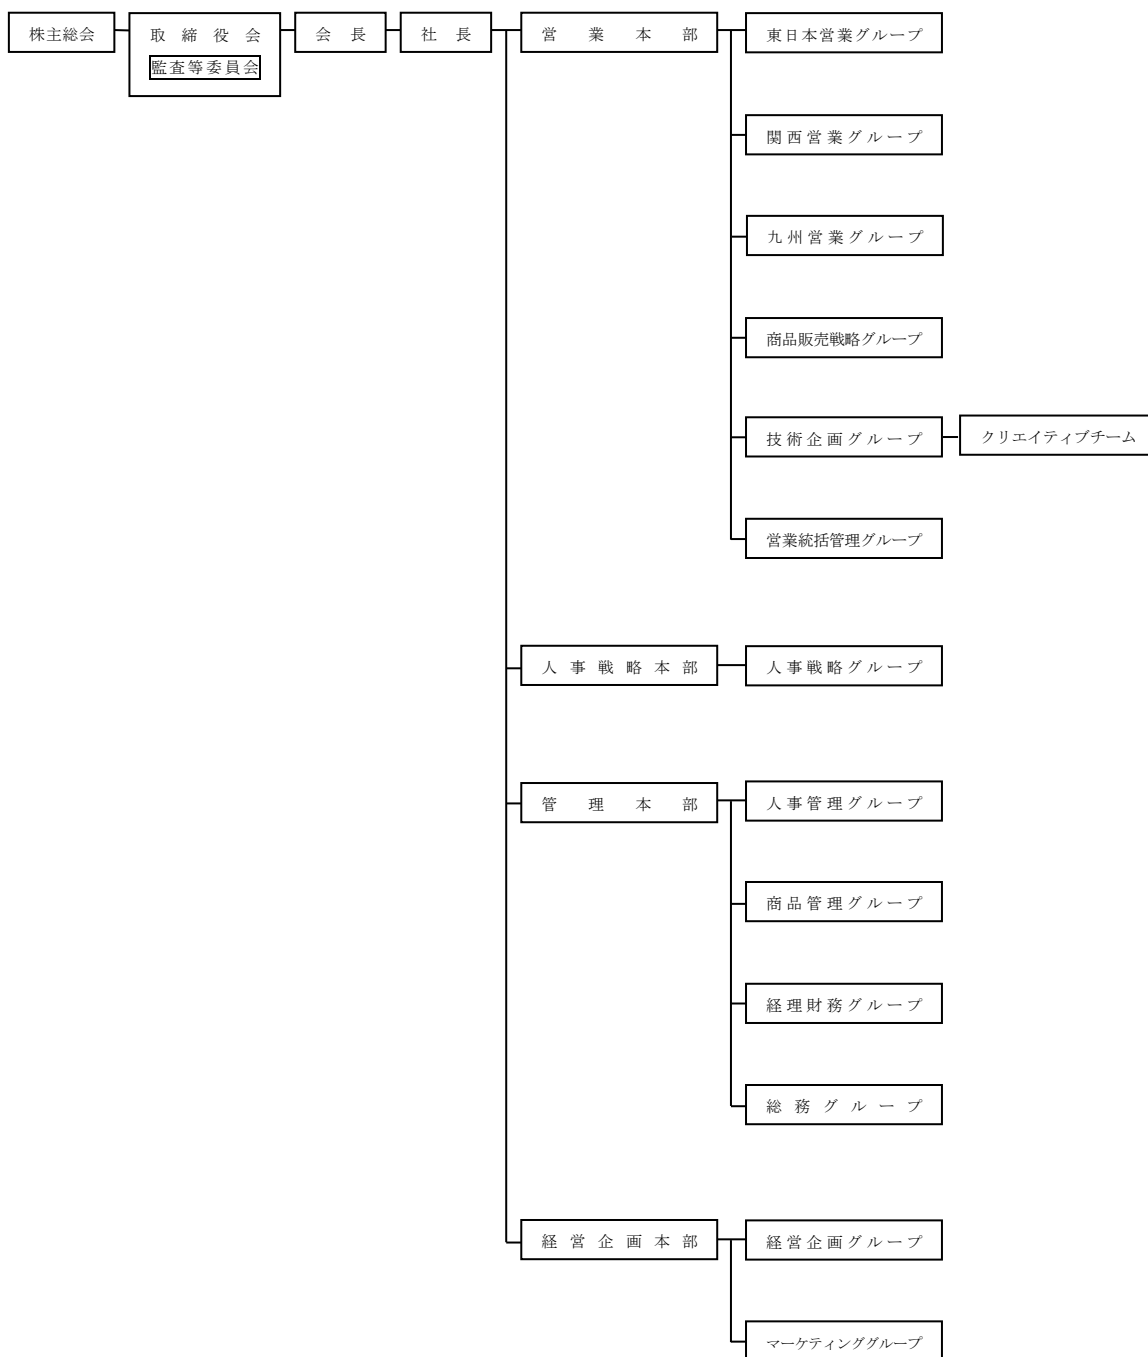 株主総会
取締役会
監査等委員会
会長
社長
営業本部
東日本営業グループ
関西営業グループ
九州営業グループ
商品販売戦略グループ
技術企画グループ
クリエイティブチーム
営業統括管理グループ
人事戦略本部
人事戦略グループ
管理本部
人事管理グループ
商品管理グループ
経理財務グループ
総務グループ
経営企画本部
経営企画グループ
マーケティンググループ